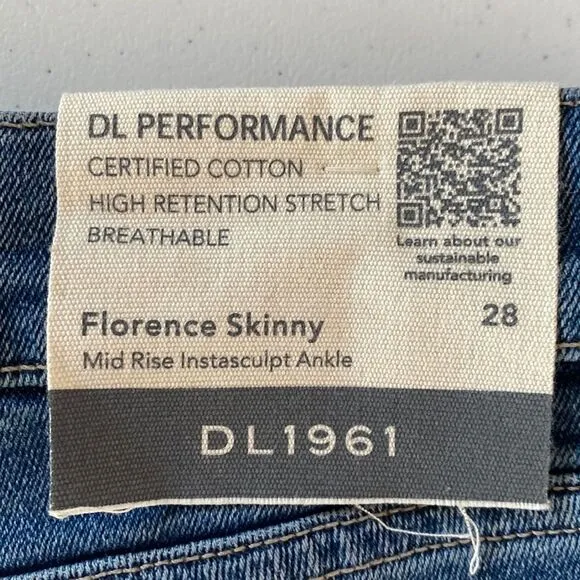 DL PERFORMANCE
CERTIFIED COTTON
HIGH RETENTION STRETCH
BREATHABLE
Learn about our
sustainable
manufacturing
Florence Skinny
28
Mid Rise Instasculpt Ankle
DL1961